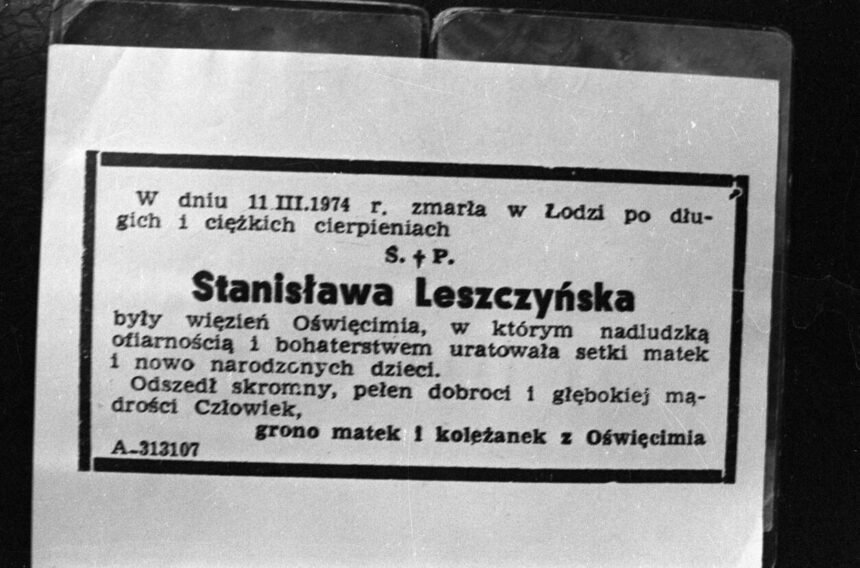 W dniu 11 III.1974 r. zmarła w Łodzi po dłu-
gich i ciężkich cierpieniach
Ś. † P.
Stanisława Leszczyńska
były więzień Oświęcimia, w którym nadludzką
ofiarnością i bohaterstwem uratowała setki matek
i nowo narodzonych dzieci.
Odszedł skromny, pełen dobroci i głębokiej mą-
drości Człowiek,
grono matek i koleżanek z Oświęcimia
A-313107